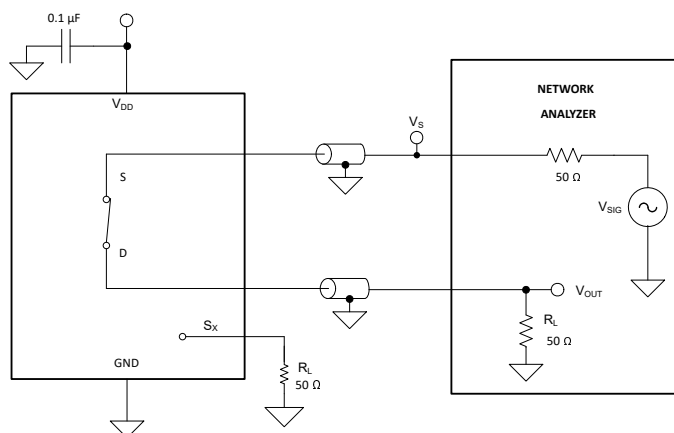 0.1 µF
VDD
NETWORK
ANALYZER
VS
S
50 Ω
VSIG
D
VOUT
SX
RL
50 Ω
GND
RL
50 Ω